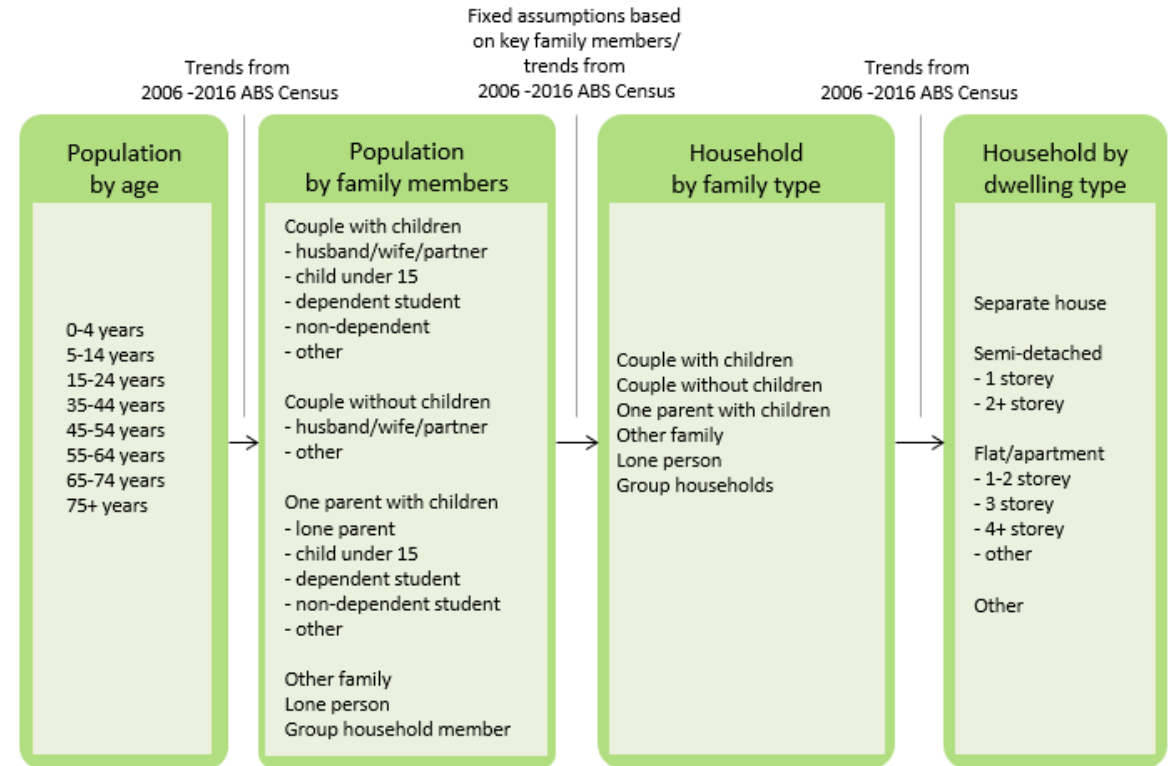 Trends from
2006 -2016 ABS Census
Fixed assumptions based
on key family members/
trends from
2006 -2016 ABS Census
Trends from
2006 -2016 ABS Census
Population
by age
0-4 years
5-14 years
15-24 years
35-44 years
45-54 years
55-64 years
65-74 years
75+ years
Population
by family members
Couple with children
- husband/wife/partner
- child under 15
- dependent student
- non-dependent
- other
Couple without children
- husband/wife/partner
- other
One parent with children
- lone parent
- child under 15
- dependent student
- non-dependent student
- other
Other family
Lone person
Group household member
Household
by family type
Couple with children
Couple without children
One parent with children
Other family
Lone person
Group households
Household by
dwelling type
Separate house
Semi-detached
- 1 storey
- 2+ storey
Flat/apartment
- 1-2 storey
- 3 storey
- 4+ storey
- other
Other